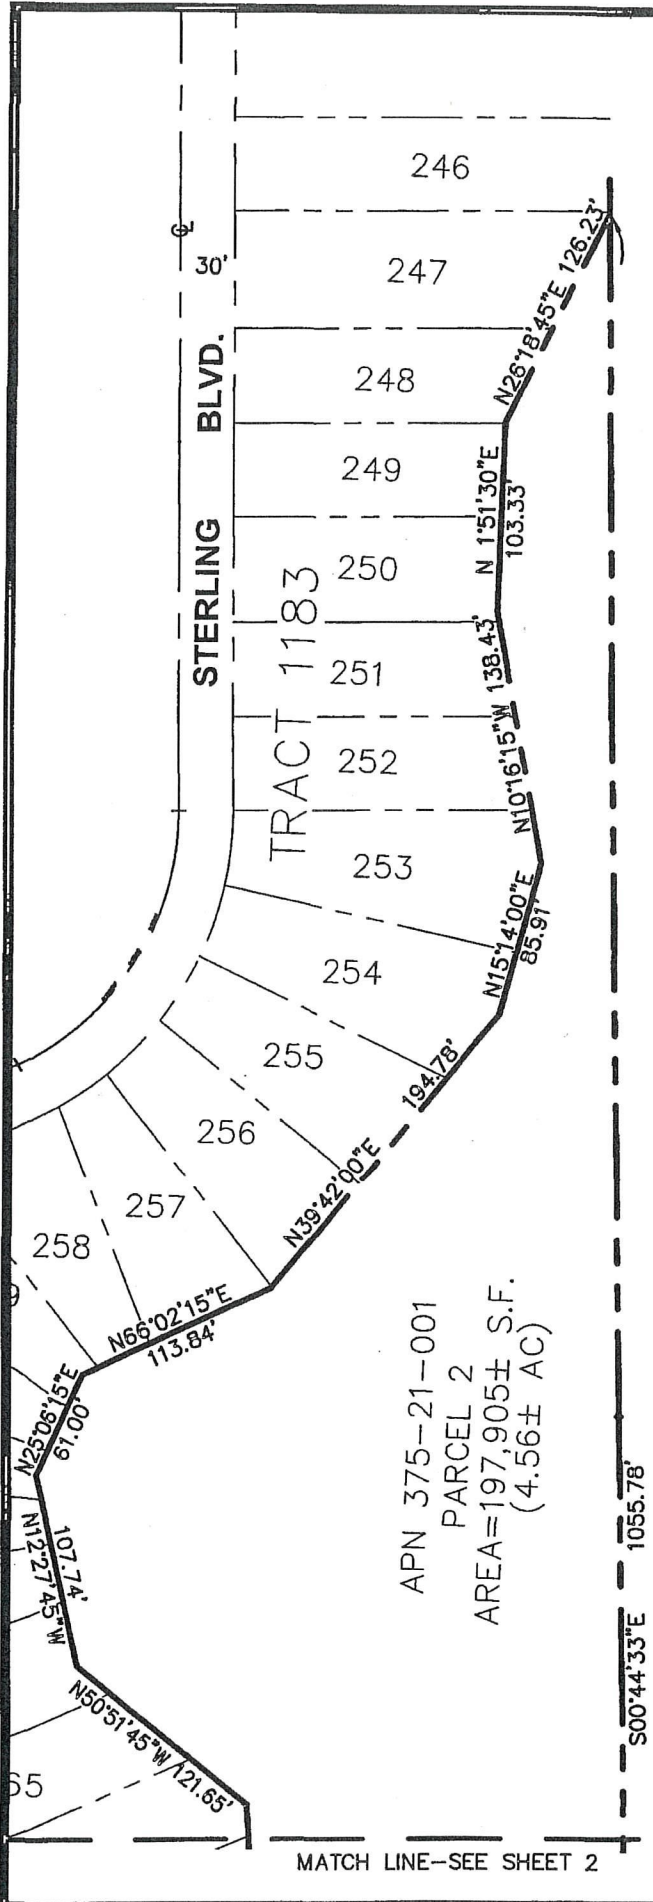 246
247
248
249
250
251
252
253
254
255
256
257
258
9
65
℄
30'
STERLING BLVD.
TRACT 1183
N26°18'45"E 126.23'
N 1°51'30"E
103.33'
N10°16'15"W 138.43'
N15°14'00"E
85.91'
N39°42'00"E 194.78'
N66°02'15"E
113.84'
N25°06'15"E
61.00'
107.74'
N12°27'45"W
N50°51'45"W 121.65'
APN 375-21-001
PARCEL 2
AREA=197,905± S.F.
(4.56± AC)
S00°44'33"E 1055.78'
MATCH LINE-SEE SHEET 2